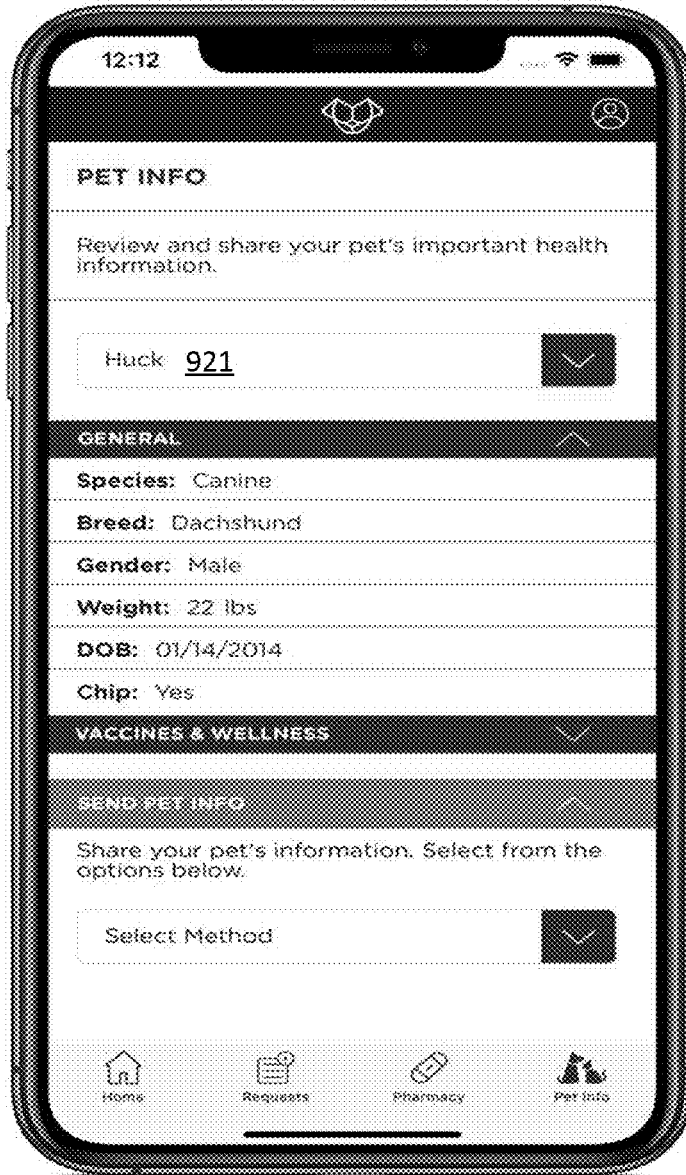 12:12
PET INFO
Review and share your pet's important health
information.
Huck 921
GENERAL
Species: Canine
Breed: Dachshund
Gender: Male
Weight: 22 lbs
DOB: 01/14/2014
Chip: Yes
VACCINES & WELLNESS
SEND PET INFO
Share your pet's information. Select from the
options below.
Select Method
Home Requests Pharmacy Pet Info